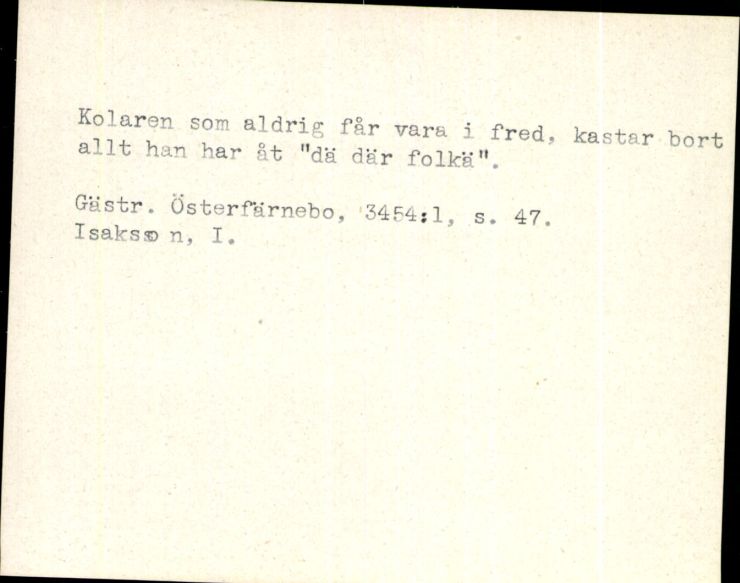 Kolaren som aldrig får vara i fred, kastar bort
allt han har åt "dä där folkä".
Gästr. Österfärnebo, 3454:1, s. 47.
Isaksson, I.